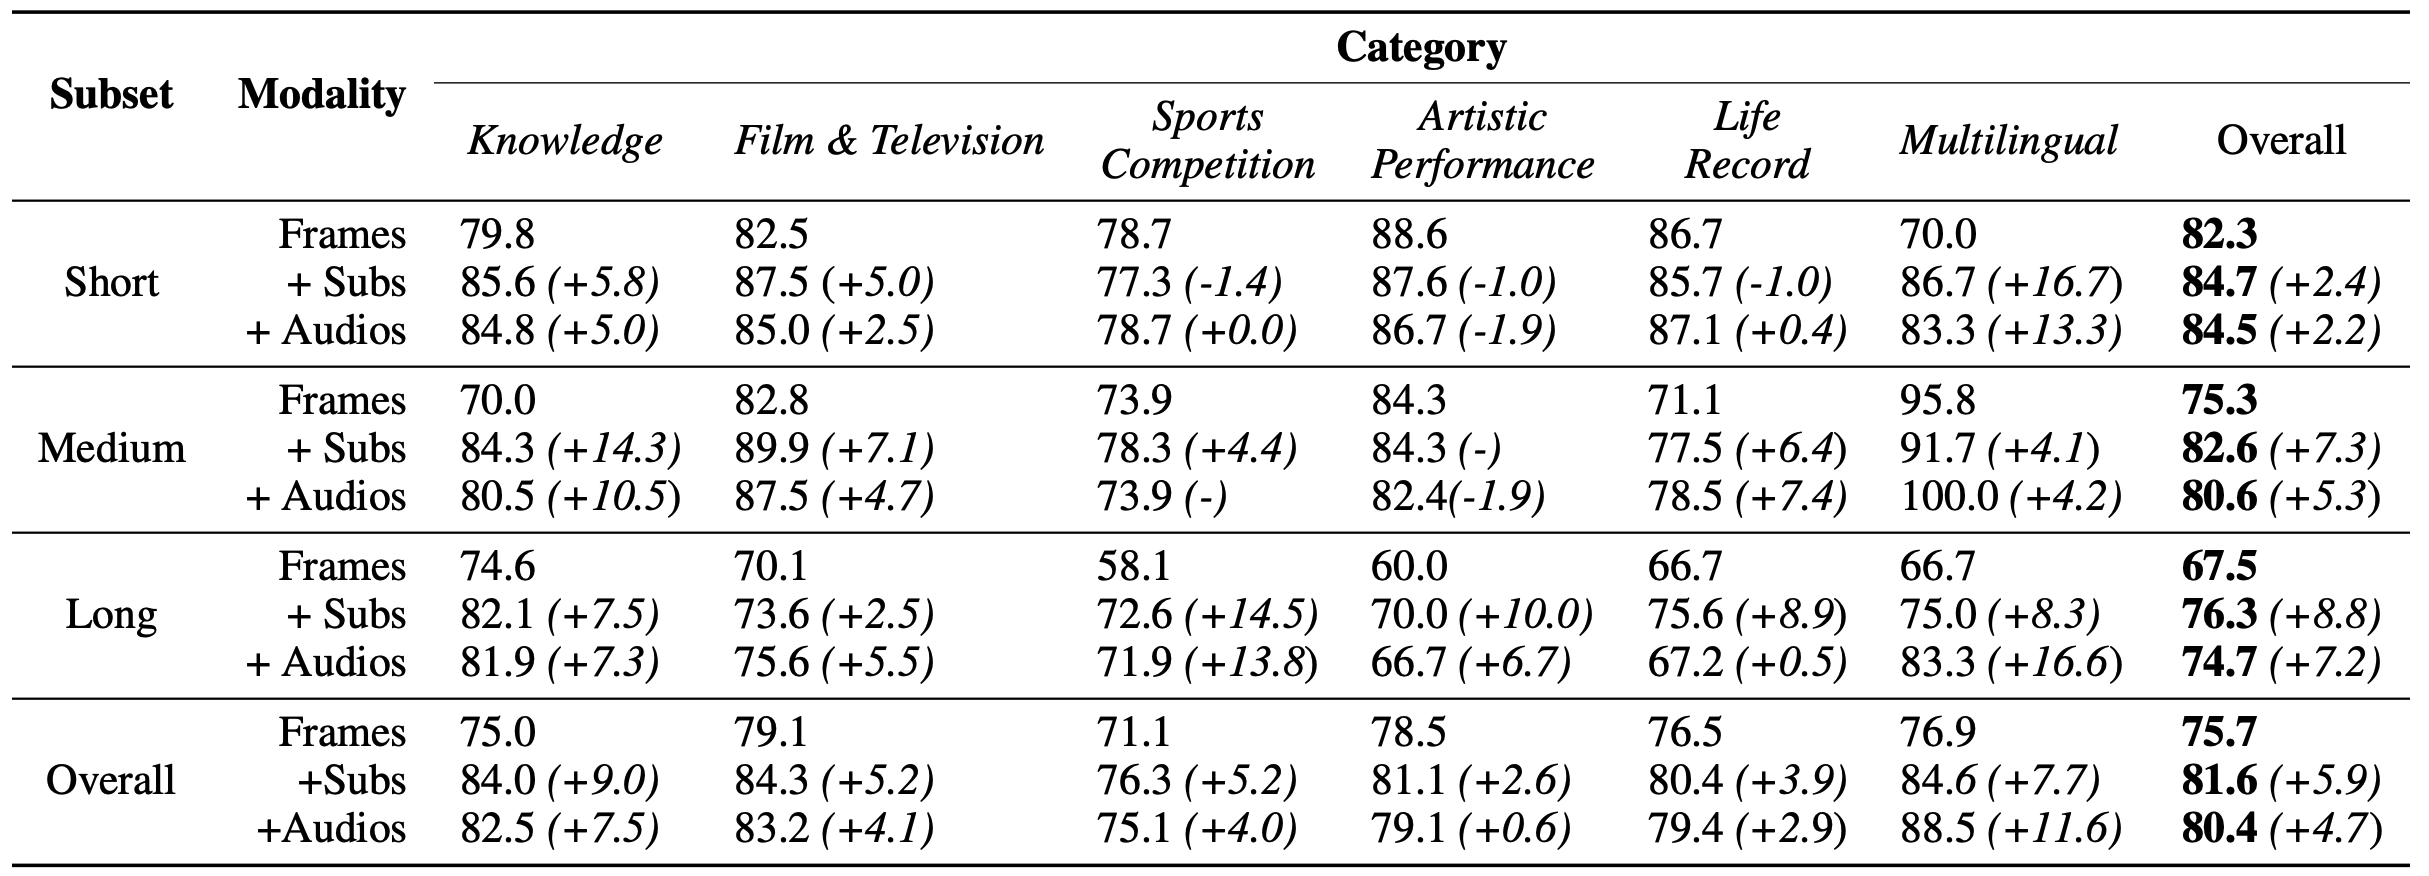 Category
Subset Modality Knowledge Film & Television Sports Competition Artistic Performance Life Record Multilingual Overall
Frames 79.8 82.5 78.7 88.6 86.7 70.0 82.3
Short + Subs 85.6 (+5.8) 87.5 (+5.0) 77.3 (-1.4) 87.6 (-1.0) 85.7 (-1.0) 86.7 (+16.7) 84.7 (+2.4)
+ Audios 84.8 (+5.0) 85.0 (+2.5) 78.7 (+0.0) 86.7 (-1.9) 87.1 (+0.4) 83.3 (+13.3) 84.5 (+2.2)
Frames 70.0 82.8 73.9 84.3 71.1 95.8 75.3
Medium + Subs 84.3 (+14.3) 89.9 (+7.1) 78.3 (+4.4) 84.3 (-) 77.5 (+6.4) 91.7 (+4.1) 82.6 (+7.3)
+ Audios 80.5 (+10.5) 87.5 (+4.7) 73.9 (-) 82.4(-1.9) 78.5 (+7.4) 100.0 (+4.2) 80.6 (+5.3)
Frames 74.6 70.1 58.1 60.0 66.7 66.7 67.5
Long + Subs 82.1 (+7.5) 73.6 (+2.5) 72.6 (+14.5) 70.0 (+10.0) 75.6 (+8.9) 75.0 (+8.3) 76.3 (+8.8)
+ Audios 81.9 (+7.3) 75.6 (+5.5) 71.9 (+13.8) 66.7 (+6.7) 67.2 (+0.5) 83.3 (+16.6) 74.7 (+7.2)
Frames 75.0 79.1 71.1 78.5 76.5 76.9 75.7
Overall +Subs 84.0 (+9.0) 84.3 (+5.2) 76.3 (+5.2) 81.1 (+2.6) 80.4 (+3.9) 84.6 (+7.7) 81.6 (+5.9)
+Audios 82.5 (+7.5) 83.2 (+4.1) 75.1 (+4.0) 79.1 (+0.6) 79.4 (+2.9) 88.5 (+11.6) 80.4 (+4.7)